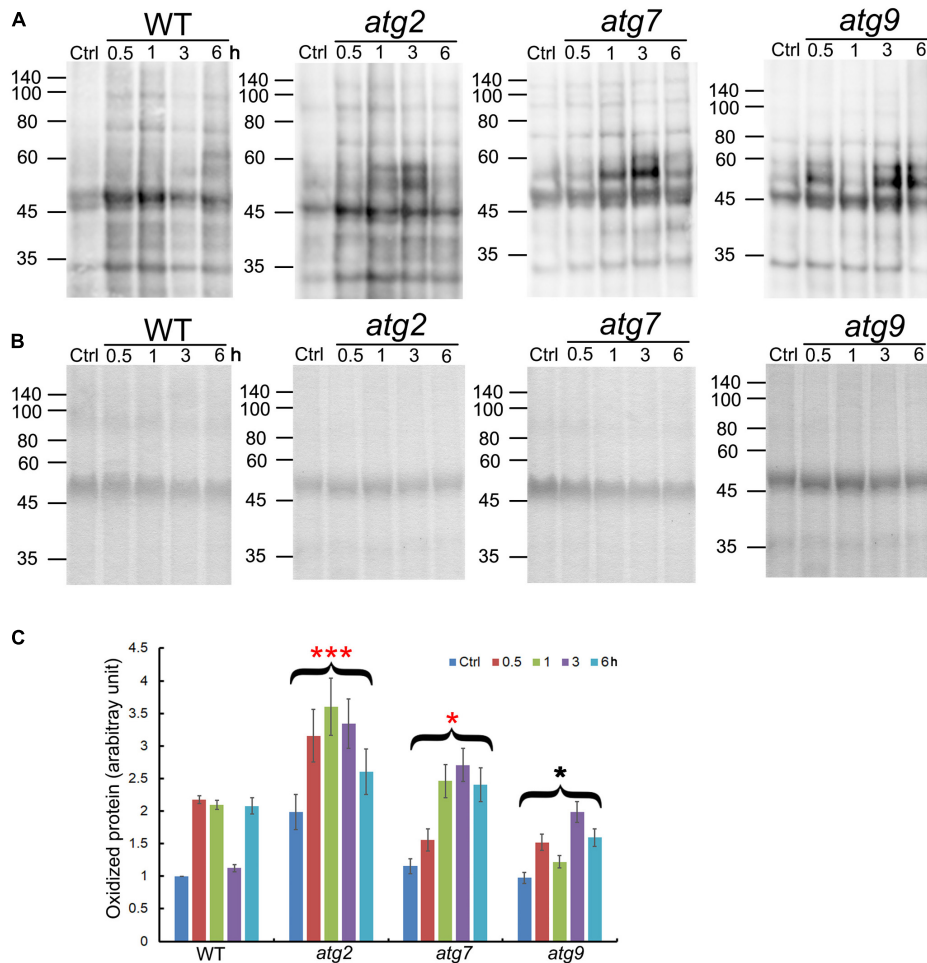 A
WT
atg2
atg7
atg9
Ctrl 0.5 1 3 6 h
Ctrl 0.5 1 3 6
Ctrl 0.5 1 3 6
Ctrl 0.5 1 3 6
140
100
80
60
45
35
140
100
80
60
45
35
140
100
80
60
45
35
140
100
80
60
45
35
B
WT
atg2
atg7
atg9
Ctrl 0.5 1 3 6 h
Ctrl 0.5 1 3 6
Ctrl 0.5 1 3 6
Ctrl 0.5 1 3 6
140
100
80
60
45
35
140
100
80
60
45
35
140
100
80
60
45
35
140
100
80
60
45
35
C
Oxidized protein (arabitray unit)
4.5
4
3.5
3
2.5
2
1.5
1
0.5
0
Ctrl 0.5 1 3 6h
***
*
*
WT
atg2
atg7
atg9